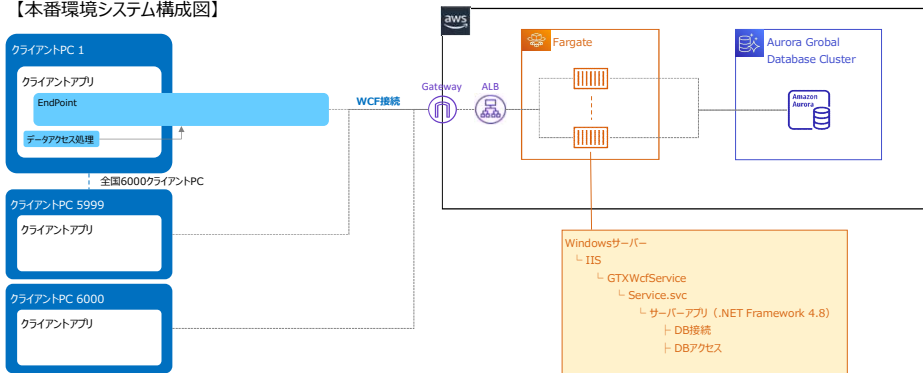 【本番環境システム構成図】
クライアントPC 1
クライアントアプリ
EndPoint
データアクセス処理
全国6000クライアントPC
クライアントPC 5999
クライアントアプリ
クライアントPC 6000
クライアントアプリ
WCF接続
aws
Gateway
ALB
Fargate
Aurora Grobal
Database Cluster
Amazon
Aurora
Windowsサーバー
└ IIS
└ GTXWcfService
└ Service.svc
└ サーバーアプリ（.NET Framework 4.8）
├ DB接続
├ DBアクセス